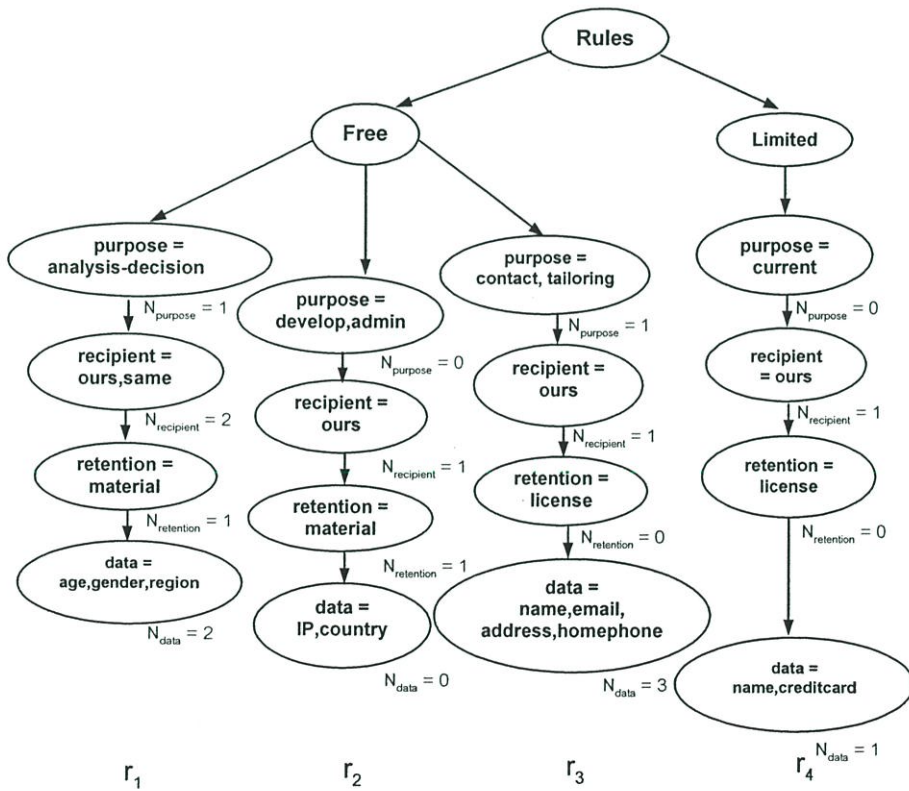 Rules
Free
Limited
purpose =
analysis-decision
N_purpose = 1
recipient =
ours,same
N_recipient = 2
retention =
material
N_retention = 1
data =
age,gender,region
N_data = 2
r_1
purpose =
develop,admin
N_purpose = 0
recipient =
ours
N_recipient = 1
retention =
material
N_retention = 1
data =
IP,country
N_data = 0
r_2
purpose =
contact, tailoring
N_purpose = 1
recipient =
ours
N_recipient = 1
retention =
license
N_retention = 0
data =
name,email,
address,homephone
N_data = 3
r_3
purpose =
current
N_purpose = 0
recipient
= ours
N_recipient = 1
retention =
license
N_retention = 0
data =
name,creditcard
N_data = 1
r_4